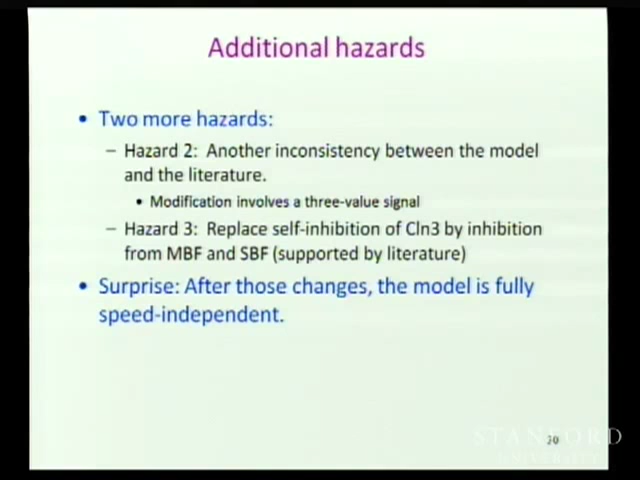 Additional hazards
• Two more hazards:
– Hazard 2: Another inconsistency between the model
and the literature.
• Modification involves a three-value signal
– Hazard 3: Replace self-inhibition of Cln3 by inhibition
from MBF and SBF (supported by literature)
• Surprise: After those changes, the model is fully
speed-independent.
30
STANFORD
UNIVERSITY